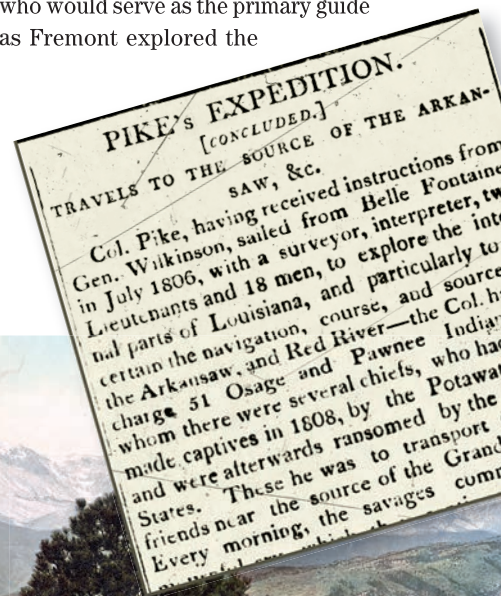 who would serve as the primary guide
as Fremont explored the
PIKE's EXPEDITION.
[CONCLUDED.]
TRAVELS TO THE SOURCE OF THE ARKAN-
SAW, &c.
Col. Pike, having received instructions from
Gen. Wilkinson, sailed from Belle Fontaine
in July 1806, with a surveyor, interpreter, tw
Lieutenants and 18 men, to explore the inte
nal parts of Louisiana, and particularly to
certain the navigation, course, and source
the Arkausaw, and Red River—the Col. h
charge 51 Osage and Pawnee Indian
whom there were several chiefs, who had
made captives in 1808, by the Potawat
and were afterwards ransomed by the
States. These he was to transport
friends near the source of the Grand
Every morning, the savages comm